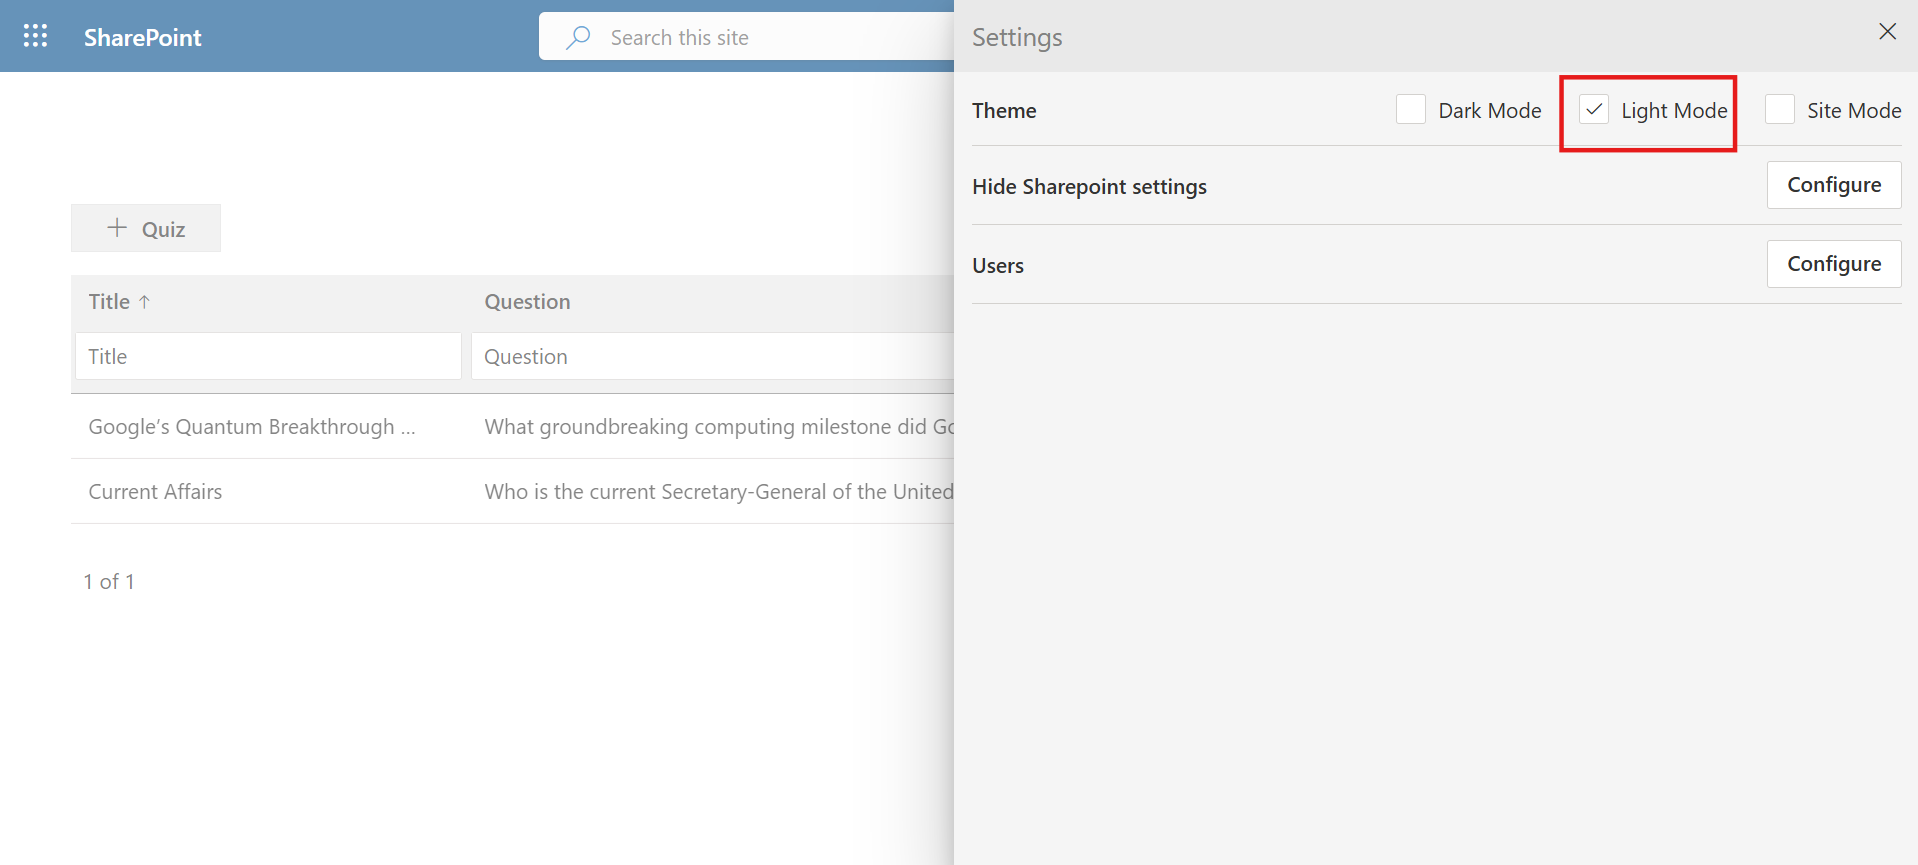 SharePoint
Search this site
Settings
Theme
Dark Mode
Light Mode
Site Mode
Hide Sharepoint settings
Configure
Users
Configure
Quiz
Title ↑ Question
Title Question
Google’s Quantum Breakthrough ... What groundbreaking computing milestone did Go
Current Affairs Who is the current Secretary-General of the United
1 of 1